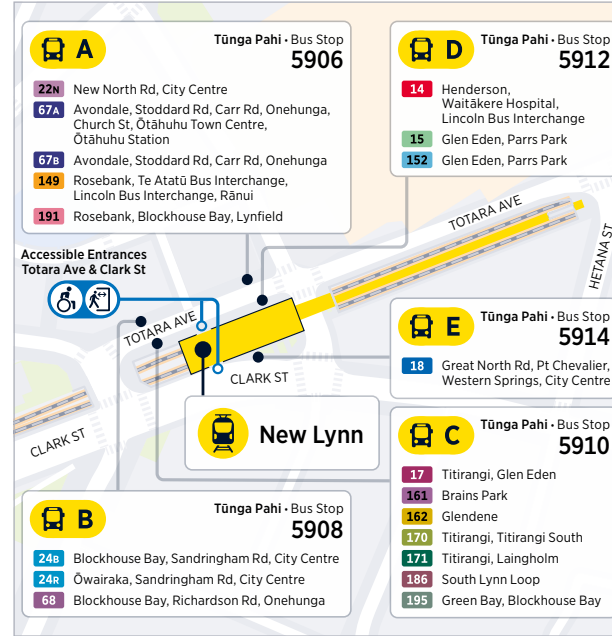 A
Tūnga Pahi • Bus Stop
5906
22N New North Rd, City Centre
67A Avondale, Stoddard Rd, Carr Rd, Onehunga,
Church St, Ōtāhuhu Town Centre,
Ōtāhuhu Station
67B Avondale, Stoddard Rd, Carr Rd, Onehunga
149 Rosebank, Te Atatū Bus Interchange,
Lincoln Bus Interchange, Rānui
191 Rosebank, Blockhouse Bay, Lynfield
D
Tūnga Pahi • Bus Stop
5912
14 Henderson,
Waitākere Hospital,
Lincoln Bus Interchange
15 Glen Eden, Parrs Park
152 Glen Eden, Parrs Park
TOTARA AVE
HETANA ST
Accessible Entrances
Totara Ave & Clark St
TOTARA AVE
CLARK ST
CLARK ST
New Lynn
E
Tūnga Pahi • Bus Stop
5914
18 Great North Rd, Pt Chevalier,
Western Springs, City Centre
B
Tūnga Pahi • Bus Stop
5908
24B Blockhouse Bay, Sandringham Rd, City Centre
24R Ōwairaka, Sandringham Rd, City Centre
68 Blockhouse Bay, Richardson Rd, Onehunga
C
Tūnga Pahi • Bus Stop
5910
17 Titirangi, Glen Eden
161 Brains Park
162 Glendene
170 Titirangi, Titirangi South
171 Titirangi, Laingholm
186 South Lynn Loop
195 Green Bay, Blockhouse Bay